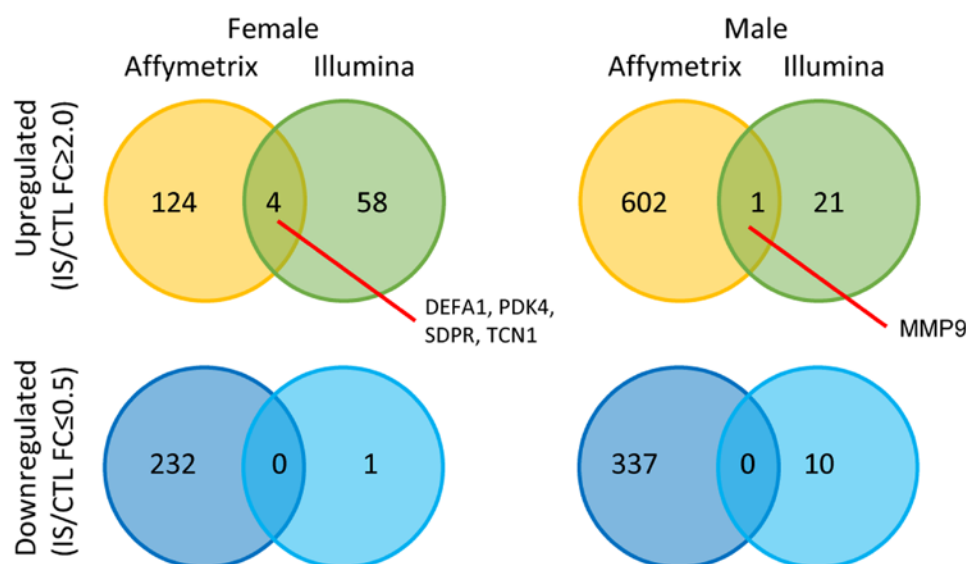 Female
Male
Affymetrix
Illumina
Affymetrix
Illumina
Upregulated
(IS/CTL FC≥2.0)
124
4
58
602
1
21
DEFA1, PDK4,
SDPR, TCN1
MMP9
Downregulated
(IS/CTL FC≤0.5)
232
0
1
337
0
10